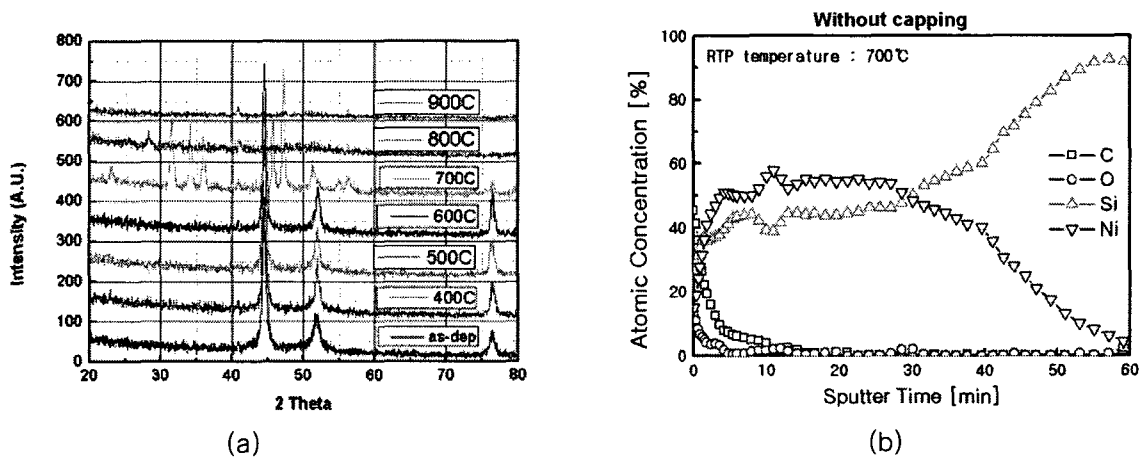 800
700
600
500
400
300
200
100
0
Intensity (A.U.)
900C
800C
700C
600C
500C
400C
as-dep
20 30 40 50 60 70 80
2 Theta
(a)
Without capping
RTP temperature : 700℃
100
80
60
40
20
0
Atomic Concentration [%]
C
O
Si
Ni
0 10 20 30 40 50 60
Sputter Time [min]
(b)